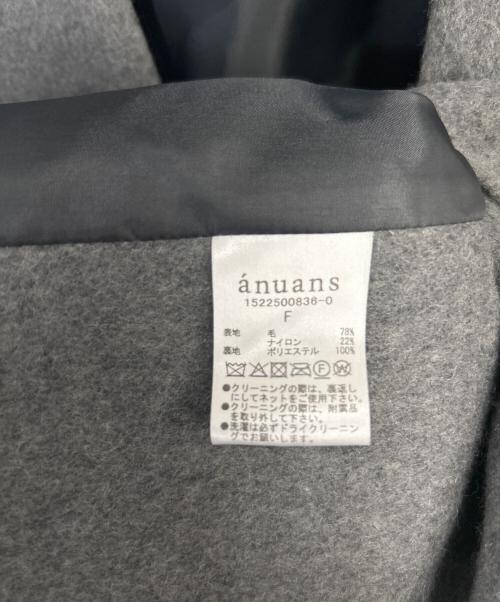 ánuans
1522500836-0
F
表地 毛 78%
ナイロン 22%
裏地 ポリエステル 100%
F W
●クリーニングの際は、裏返し
にしてネットをご使用下さい。
●クリーニングの際は、附属品
を取り外して下さい。
●洗濯は必ずドライクリーニン
グでお願いします。